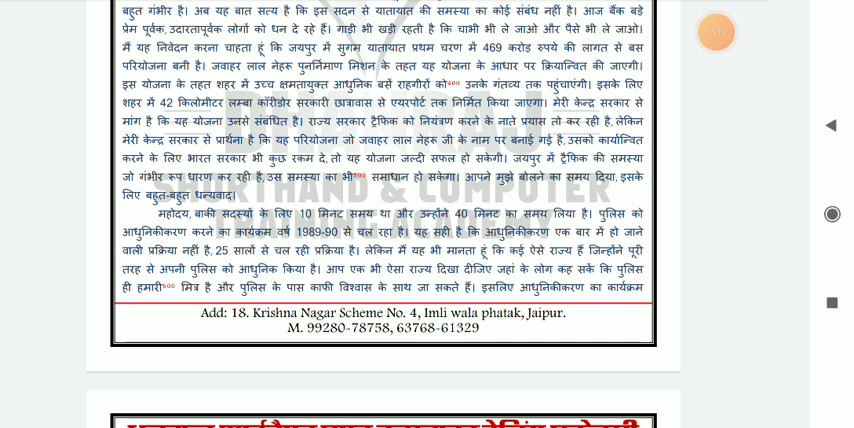 बहुत गंभीर है। अब यह बात सत्य है कि इस सदन से यातायात की समस्या का कोई संबंध नहीं है। आज बैंक बड़े
प्रेम पूर्वक, उदारतापूर्वक लोगों को धन दे रहे हैं। गाड़ी भी खड़ी रहती है कि चाभी भी ले जाओ और पैसे भी ले जाओ।
मैं यह निवेदन करना चाहता हूं कि जयपुर में सुगम यातायात प्रथम चरण में 469 करोड़ रुपये की लागत से बस
परियोजना बनी है। जवाहर लाल नेहरू पुनर्निमाण मिशन के तहत यह योजना के आधार पर क्रियान्वित की जाएगी।
इस योजना के तहत शहर में उच्च क्षमतायुक्त आधुनिक बसें राहगीरों को⁴⁰⁰ उनके गंतव्य तक पहुंचाएंगी। इसके लिए
शहर में 42 किलोमीटर लम्बा कॉरीडोर सरकारी छात्रावास से एयरपोर्ट तक निर्मित किया जाएगा। मेरी केन्द्र सरकार से
मांग है कि यह योजना उनसे संबंधित है। राज्य सरकार ट्रैफिक को नियंत्रण करने के नाते प्रयास तो कर रही है, लेकिन
मेरी केन्द्र सरकार से प्रार्थना है कि यह परियोजना जो जवाहर लाल नेहरू जी के नाम पर बनाई गई है, उसको कार्यान्वित
करने के लिए भारत सरकार भी कुछ रकम दे, तो यह योजना जल्दी सफल हो सकेगी। जयपुर में ट्रैफिक की समस्या
जो गंभीर रूप धारण कर रही है, उस समस्या का भी⁵⁰⁰ समाधान हो सकेगा। आपने मुझे बोलने का समय दिया, इसके
लिए बहुत-बहुत धन्यवाद।
महोदय, बाकी सदस्यों के लिए 10 मिनट समय था और उन्होंने 40 मिनट का समय लिया है। पुलिस को
आधुनिकीकरण करने का कार्यक्रम वर्ष 1989-90 से चल रहा है। यह सही है कि आधुनिकीकरण एक बार में हो जाने
वाली प्रक्रिया नहीं है, 25 सालों से चल रही प्रक्रिया है। लेकिन मैं यह भी मानता हूं कि कई ऐसे राज्य हैं जिन्होंने पूरी
तरह से अपनी पुलिस को आधुनिक किया है। आप एक भी ऐसा राज्य दिखा दीजिए जहां के लोग कह सकें कि पुलिस
ही हमारी⁶⁰⁰ मित्र है और पुलिस के पास काफी विश्वास के साथ जा सकते हैं। इसलिए आधुनिकीकरण का कार्यक्रम
SHORTHAND & COMPUTER
TRAINING ACADEMY
Add: 18. Krishna Nagar Scheme No. 4, Imli wala phatak, Jaipur.
M. 99280-78758, 63768-61329